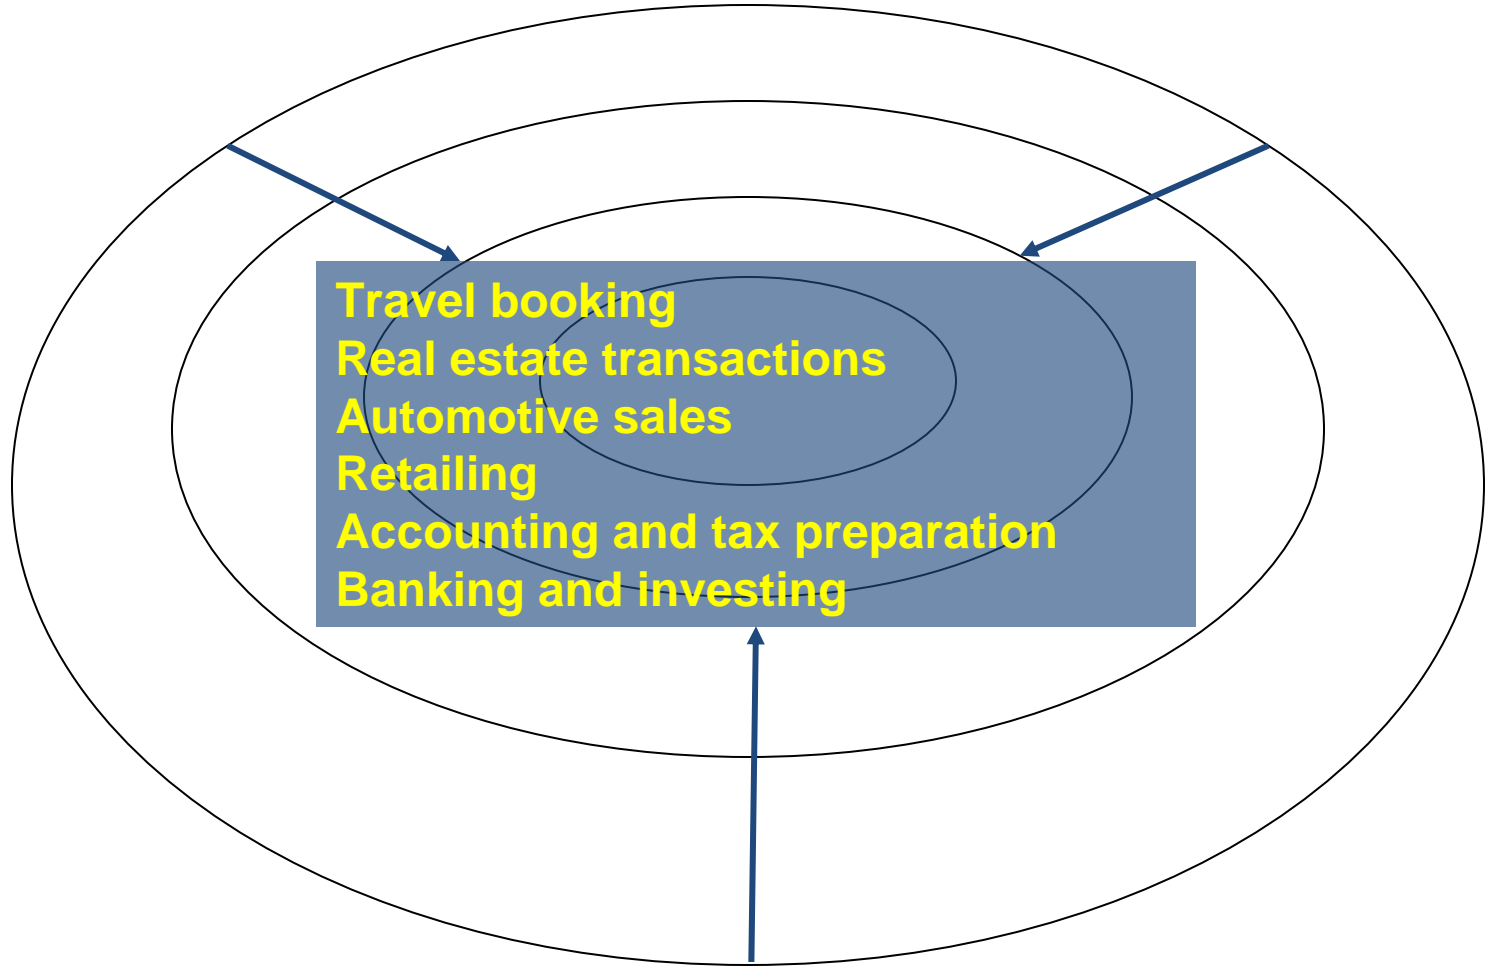 Travel booking
Real estate transactions
Automotive sales
Retailing
Accounting and tax preparation
Banking and investing